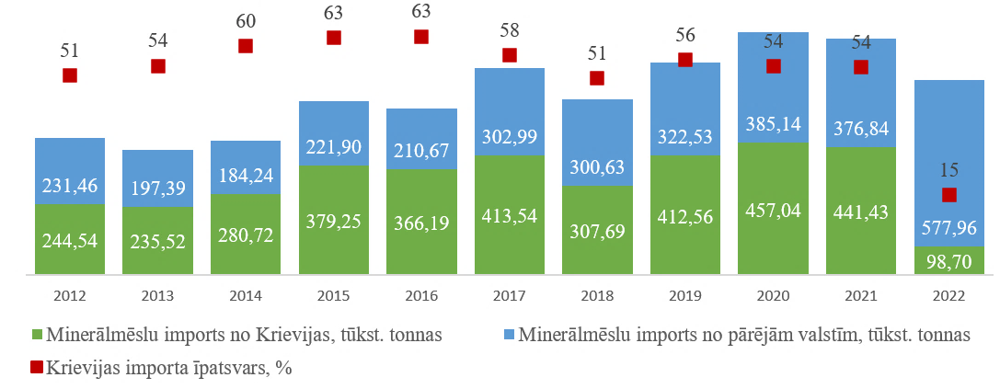 51 54 60 63 63 58 51 56 54 54 15
231,46 197,39 184,24 221,90 210,67 302,99 300,63 322,53 385,14 376,84 577,96
244,54 235,52 280,72 379,25 366,19 413,54 307,69 412,56 457,04 441,43 98,70
2012 2013 2014 2015 2016 2017 2018 2019 2020 2021 2022
Minerālmēslu imports no Krievijas, tūkst. tonnas Minerālmēslu imports no pārējām valstīm, tūkst. tonnas
Krievijas importa īpatsvars, %